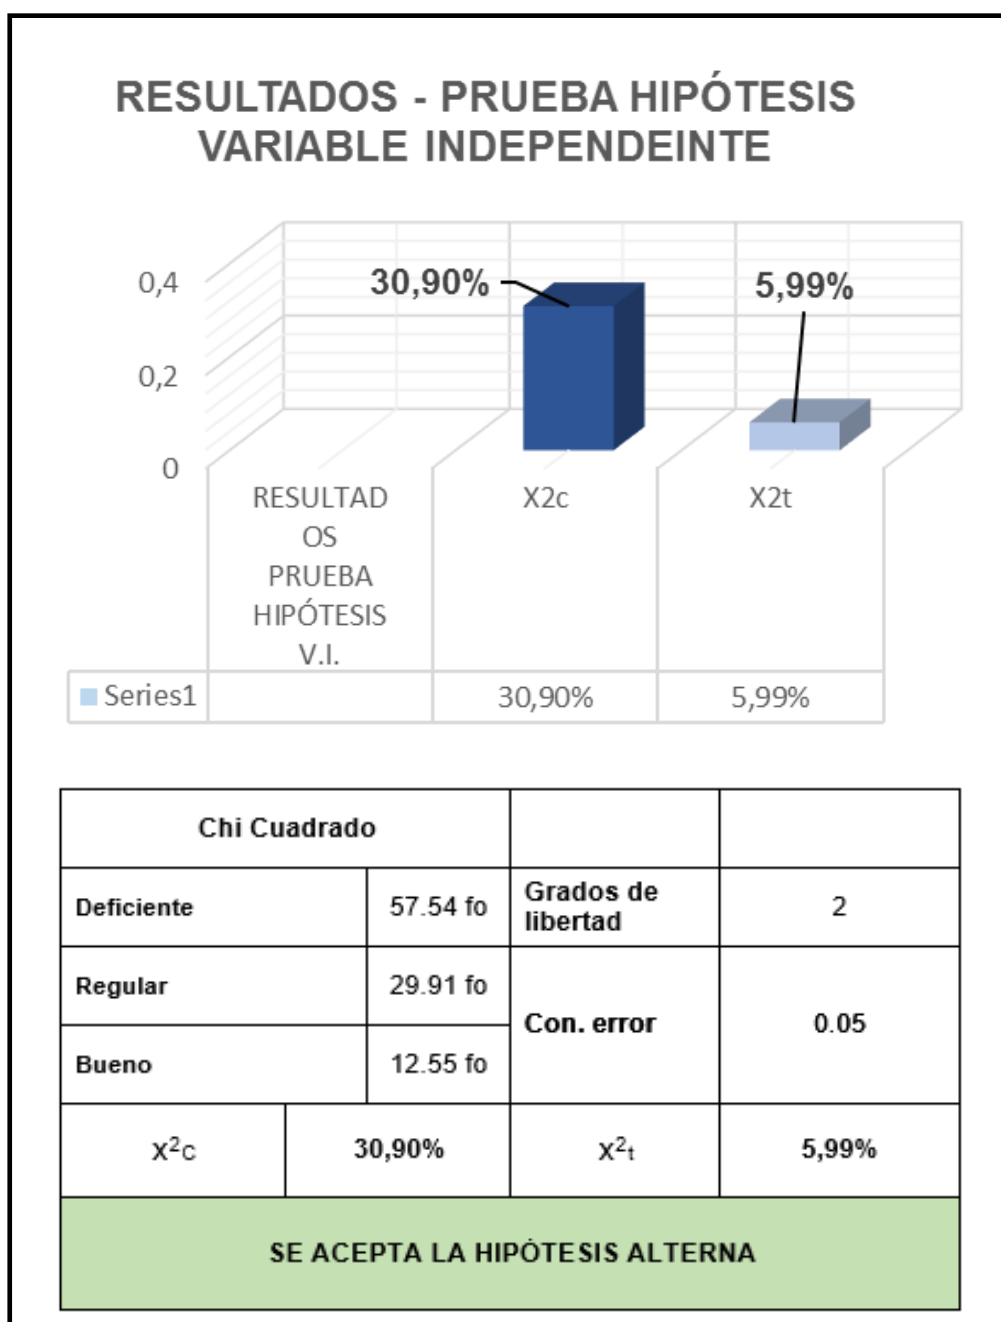 RESULTADOS - PRUEBA HIPÓTESIS
VARIABLE INDEPENDEINTE
0,4
0,2
0
30,90%
5,99%
RESULTAD
OS
PRUEBA
HIPÓTESIS
V.I.
X2c
X2t
Series1
30,90%
5,99%
Chi Cuadrado
Deficiente
57.54 fo
Grados de
libertad
2
Regular
29.91 fo
Con. error
0.05
Bueno
12.55 fo
X²C
30,90%
X²t
5,99%
SE ACEPTA LA HIPÓTESIS ALTERNA